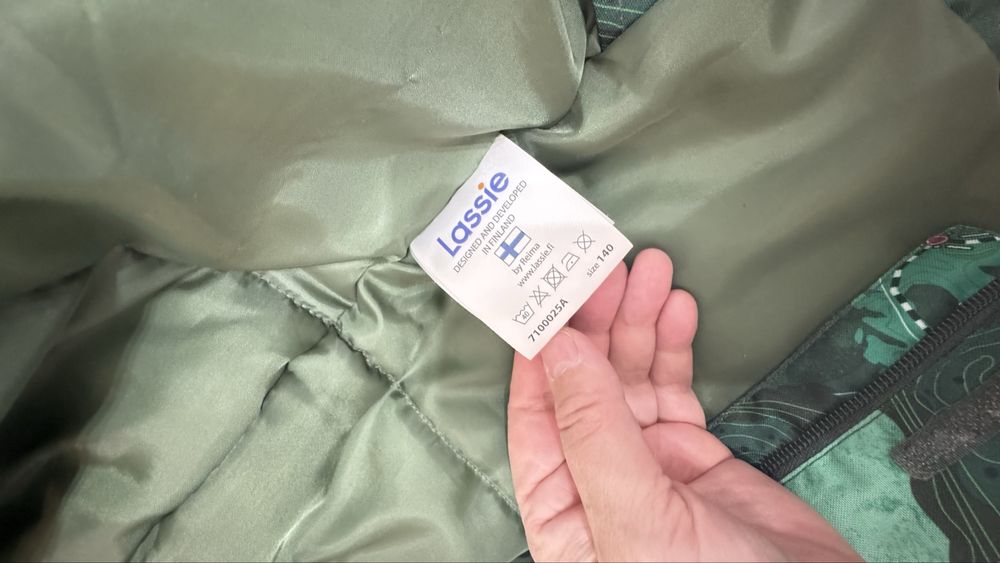 Lassie
DESIGNED AND DEVELOPED
IN FINLAND
by Reima
www.lassie.fi
40
size 140
7100025A